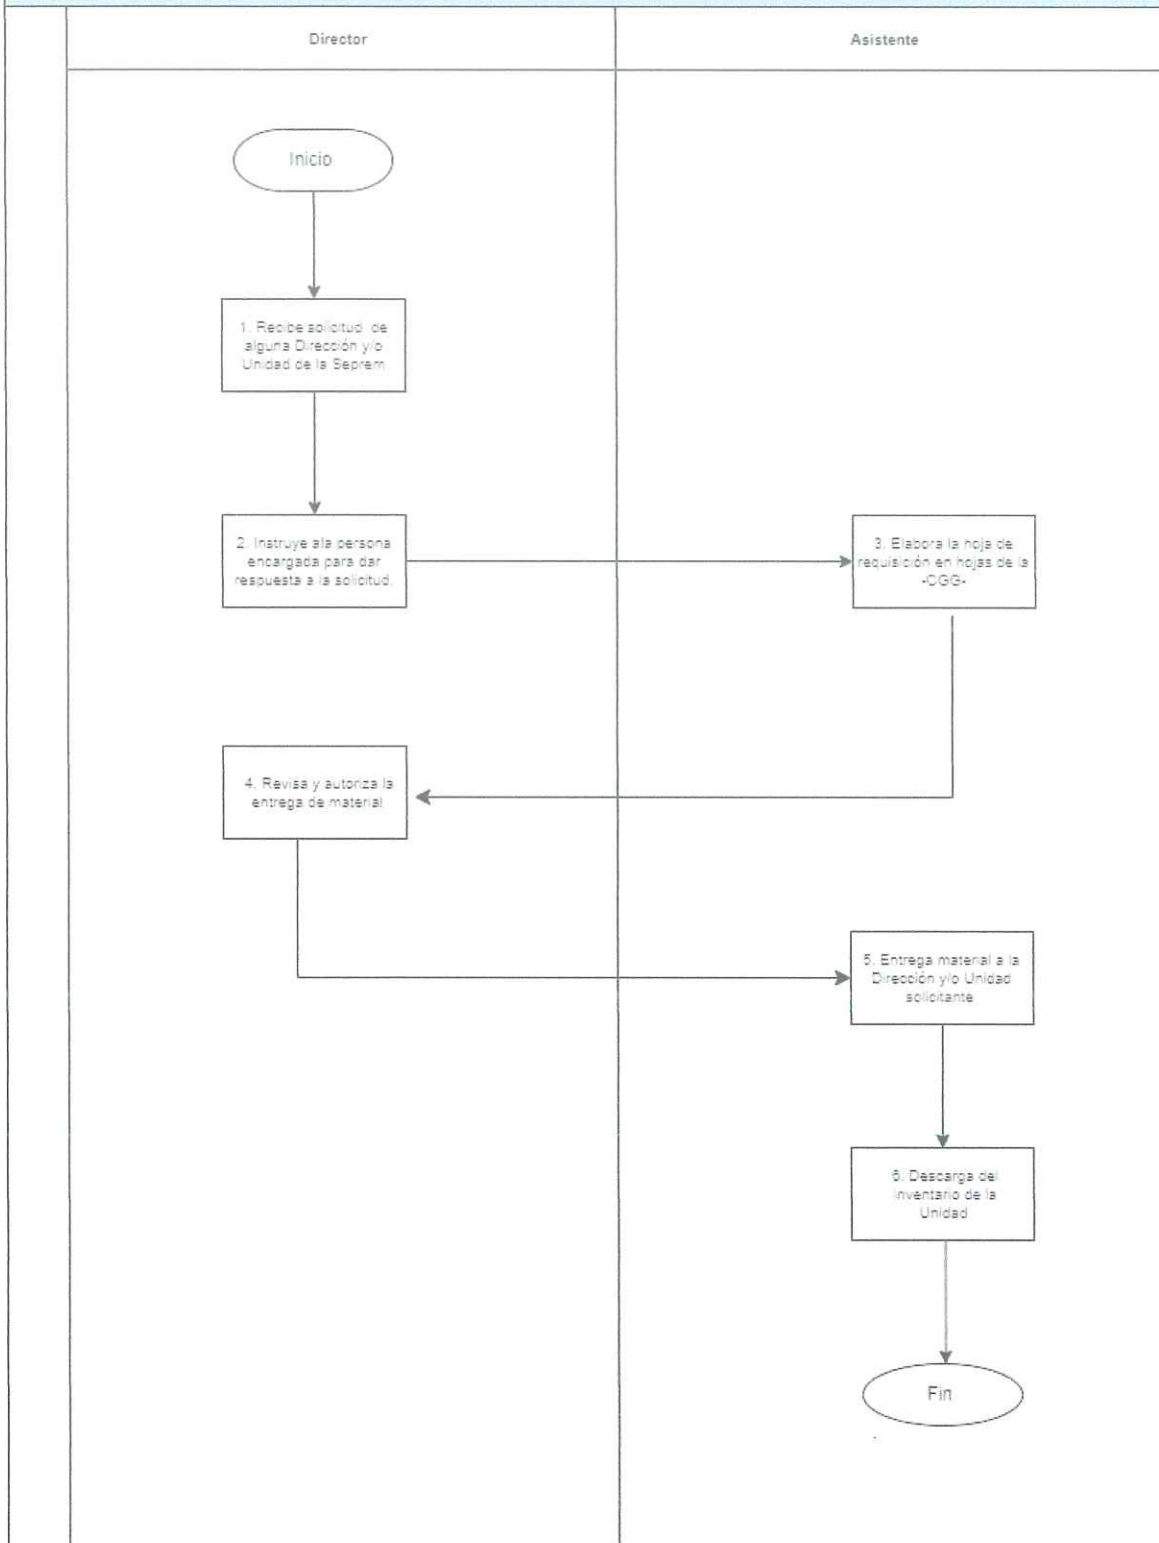 Director
Asistente
Inicio
1. Recibe solicitud de
alguna Dirección y/o
Unidad de la Seprem
2. Instruye ala persona
encargada para dar
respuesta a la solicitud.
3. Elabora la hoja de
requisición en hojas de la
-CGG-
4. Revisa y autoriza la
entrega de material
5. Entrega material a la
Dirección y/o Unidad
solicitante
6. Descarga del
inventario de la
Unidad
Fin